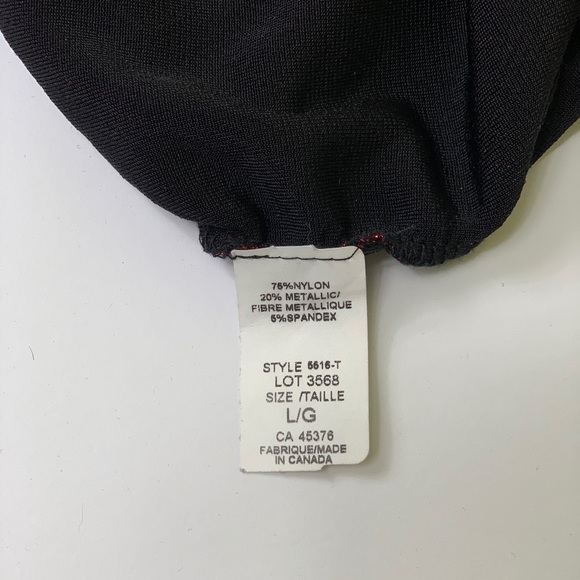 75%NYLON
20% METALLIC/
FIBRE METALLIQUE
5%SPANDEX
STYLE 5516-T
LOT 3568
SIZE /TAILLE
L/G
CA 45376
FABRIQUE/MADE
IN CANADA